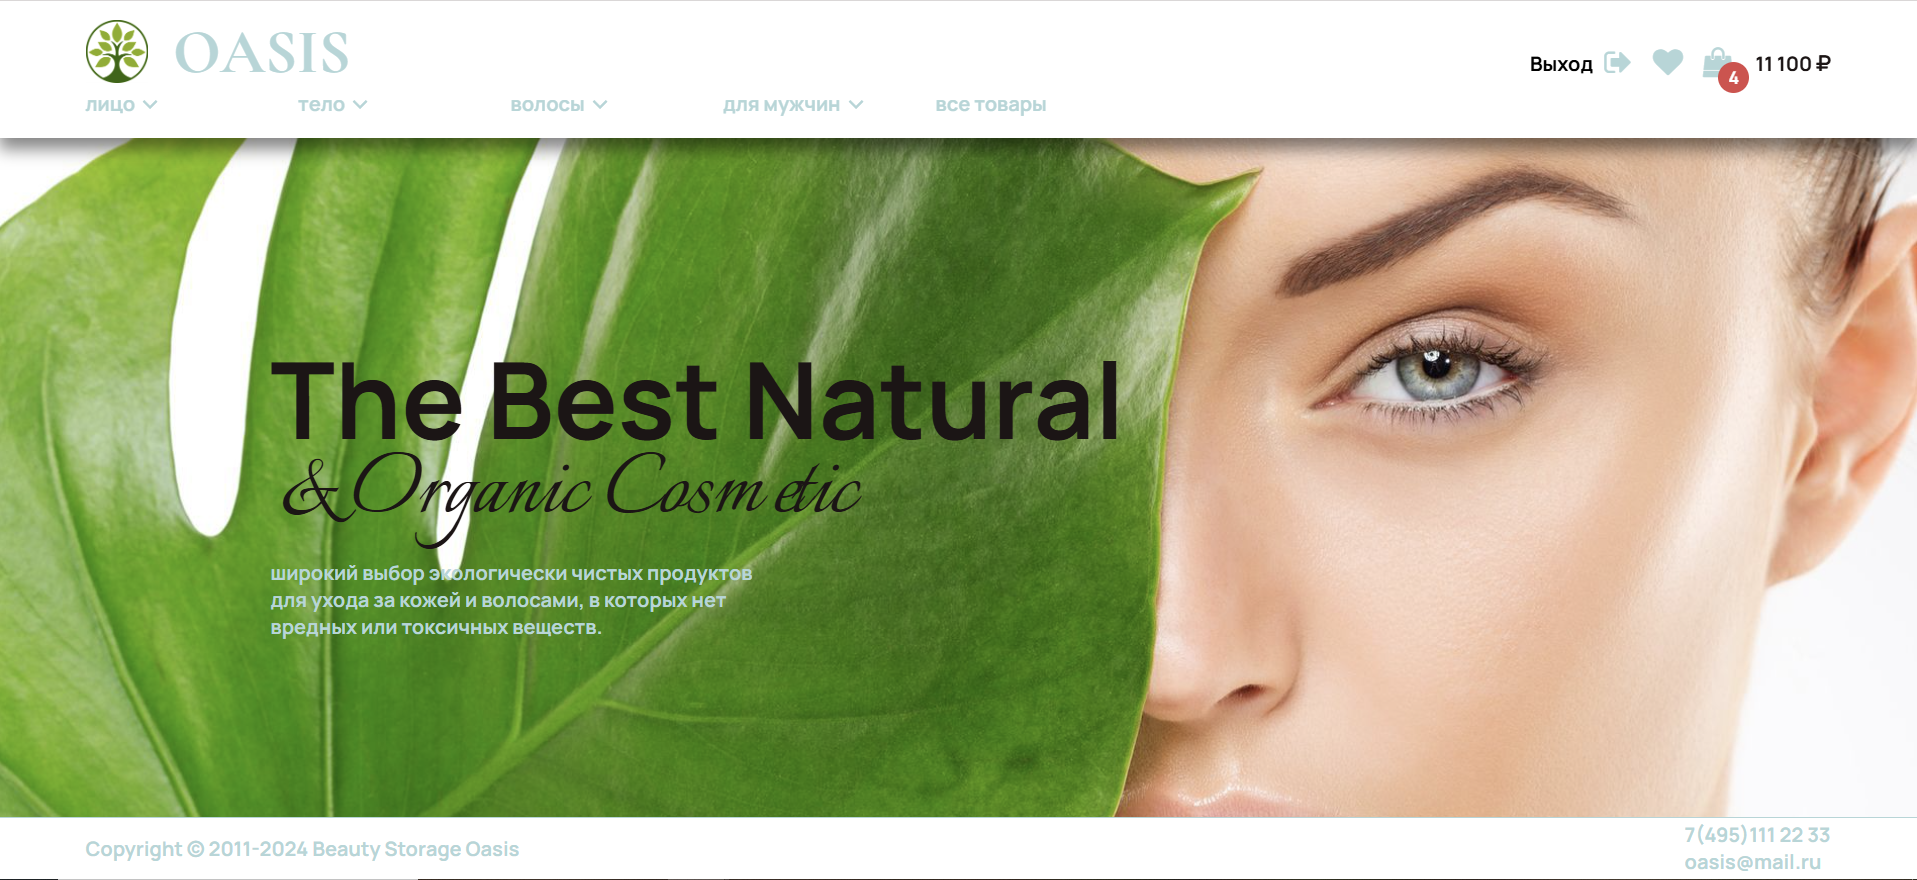 OASIS
Выход
4
11 100 ₽
лицо
тело
волосы
для мужчин
все товары
The Best Natural
& Organic Cosmetic
широкий выбор экологически чистых продуктов
для ухода за кожей и волосами, в которых нет
вредных или токсичных веществ.
Copyright © 2011-2024 Beauty Storage Oasis
7(495)111 22 33
oasis@mail.ru